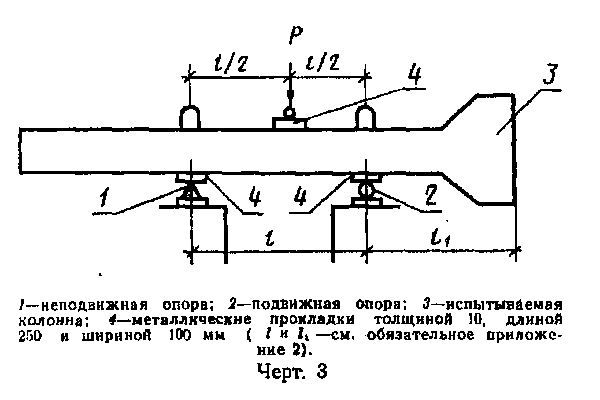 P
l/2 l/2
4 3
1 4 4 2
l l₁
1—неподвижная опора; 2—подвижная опора; 3—испытываемая
колонна; 4—металлические прокладки толщиной 10, длиной
250 и шириной 100 мм ( l и l₁ —см. обязательное приложе-
ние 2).
Черт. 3